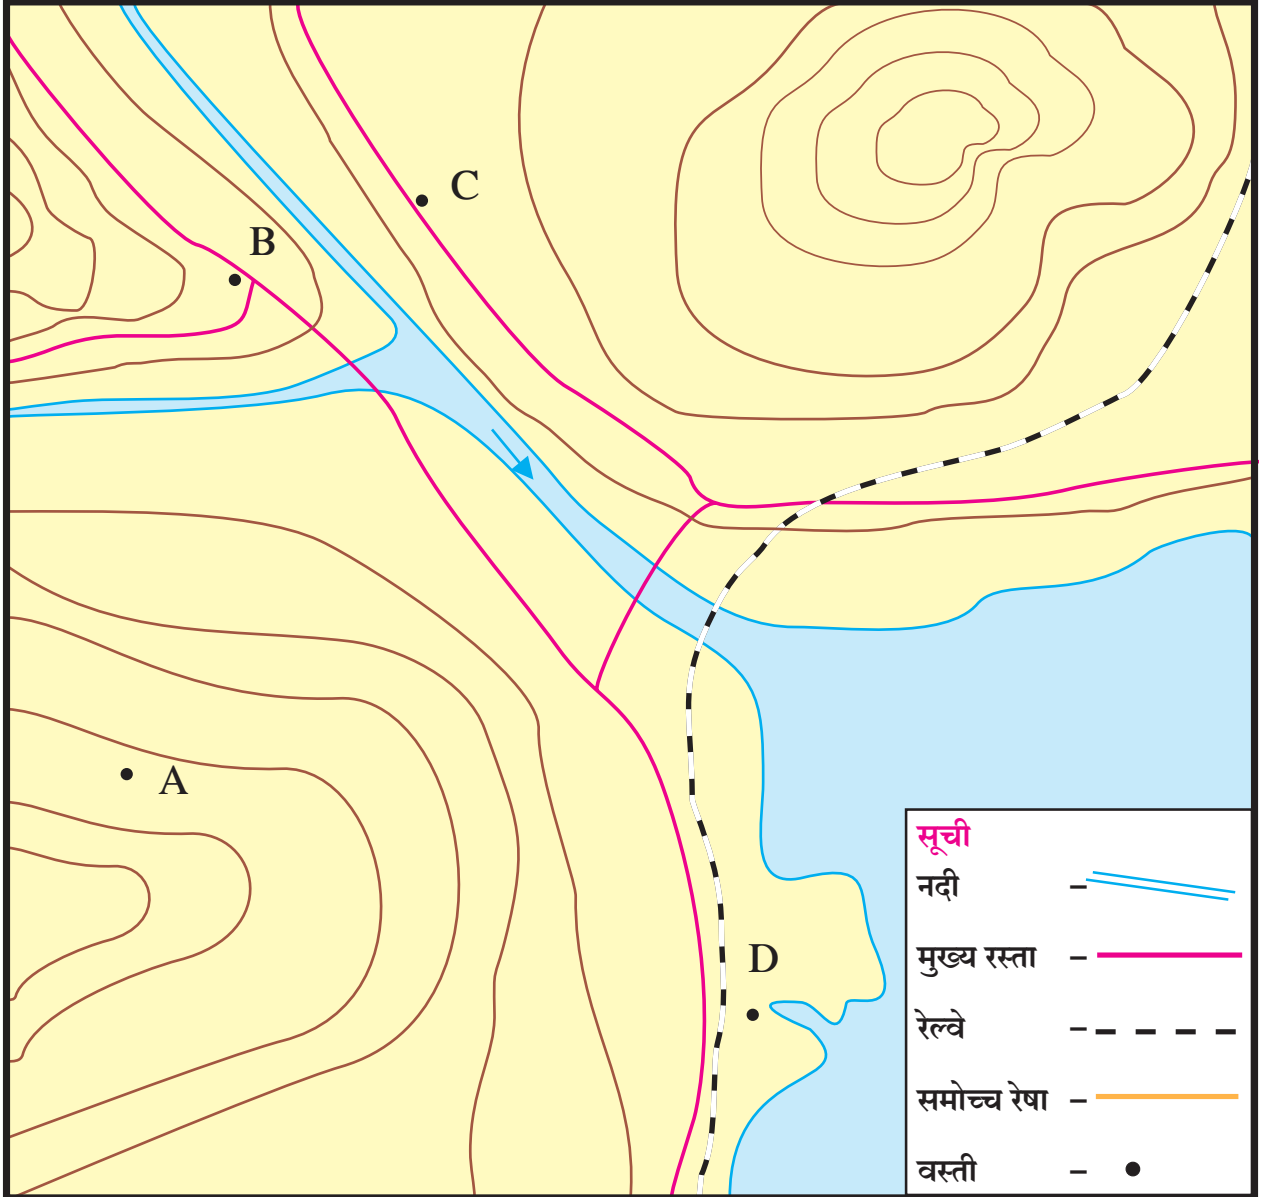 C
B
A
D
सूची
नदी –
मुख्य रस्ता –
रेल्वे –
समोच्च रेषा –
वस्ती –